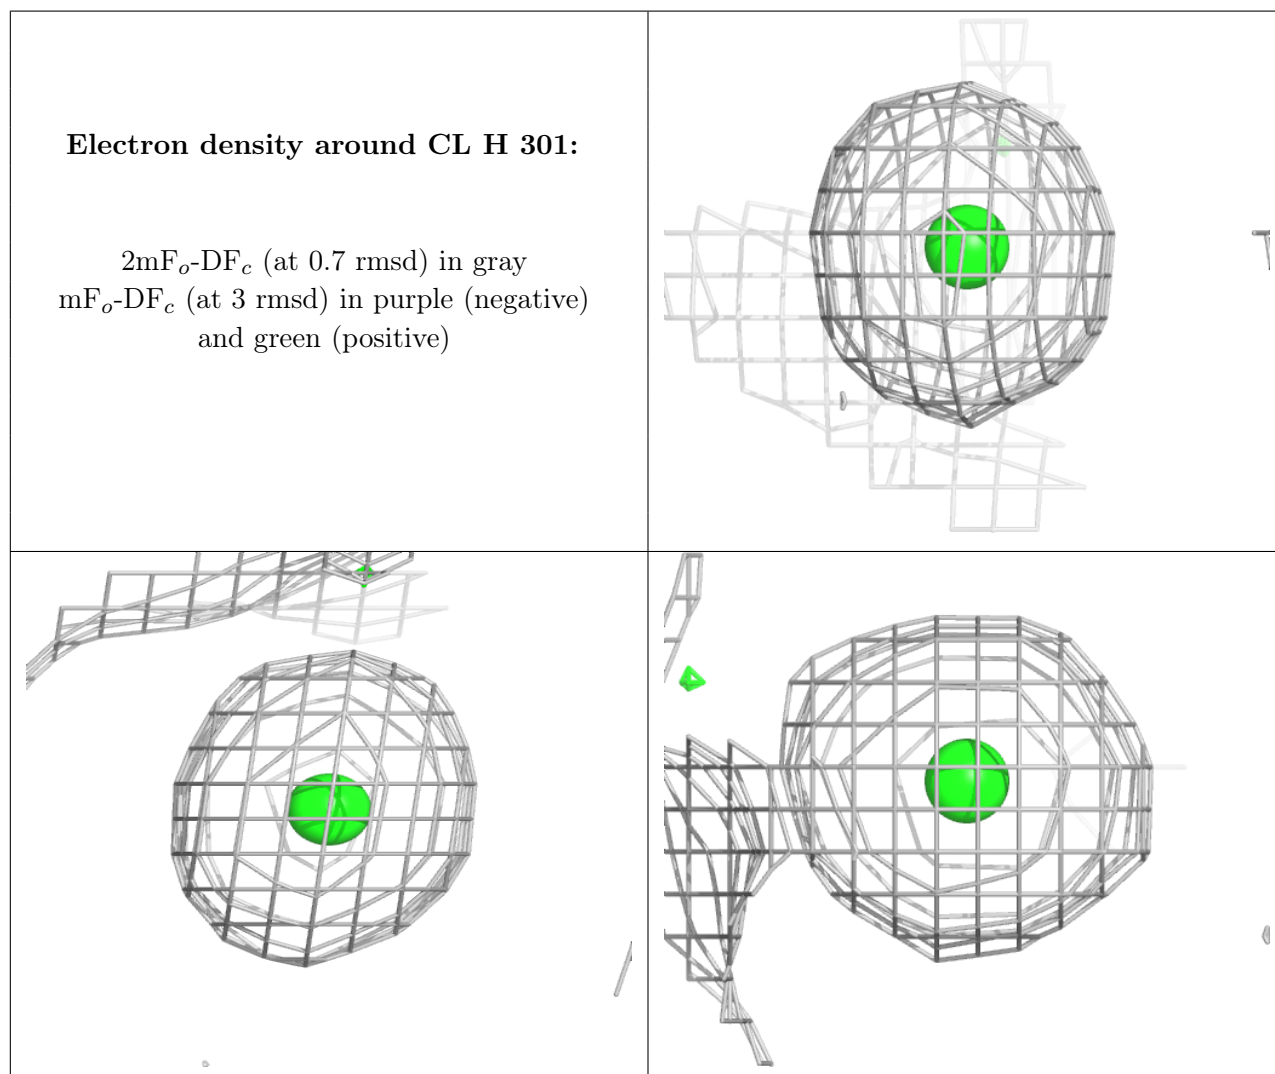 Electron density around CL H 301:
2mFo-DFc (at 0.7 rmsd) in gray
mFo-DFc (at 3 rmsd) in purple (negative)
and green (positive)